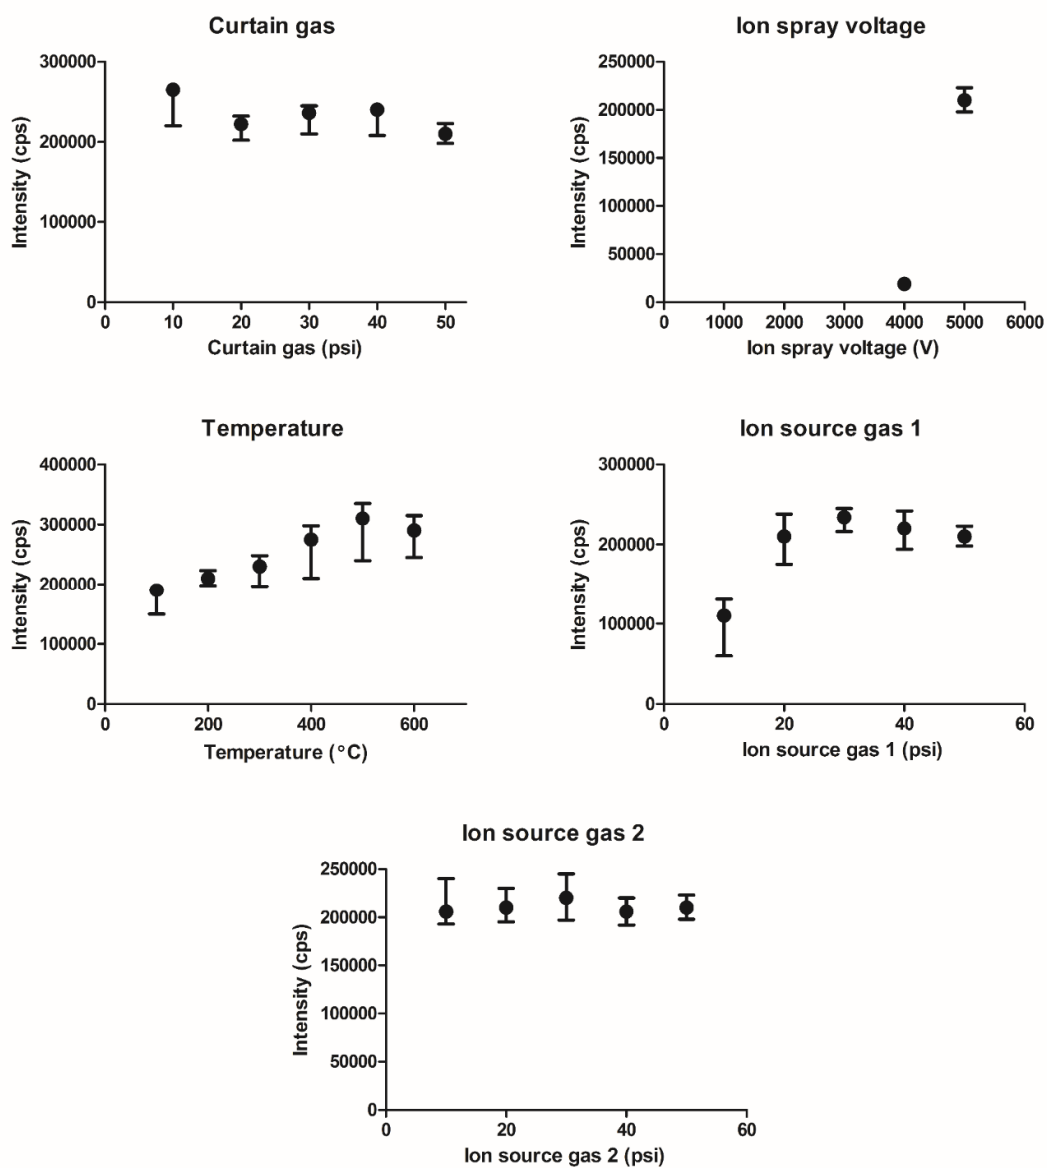 Curtain gas
300000
200000
100000
0
Intensity (cps)
0 10 20 30 40 50
Curtain gas (psi)
Ion spray voltage
250000
200000
150000
100000
50000
0
Intensity (cps)
0 1000 2000 3000 4000 5000 6000
Ion spray voltage (V)
Temperature
400000
300000
200000
100000
0
Intensity (cps)
0 200 400 600
Temperature (°C)
Ion source gas 1
300000
200000
100000
0
Intensity (cps)
0 20 40 60
Ion source gas 1 (psi)
Ion source gas 2
250000
200000
150000
100000
50000
0
Intensity (cps)
0 20 40 60
Ion source gas 2 (psi)